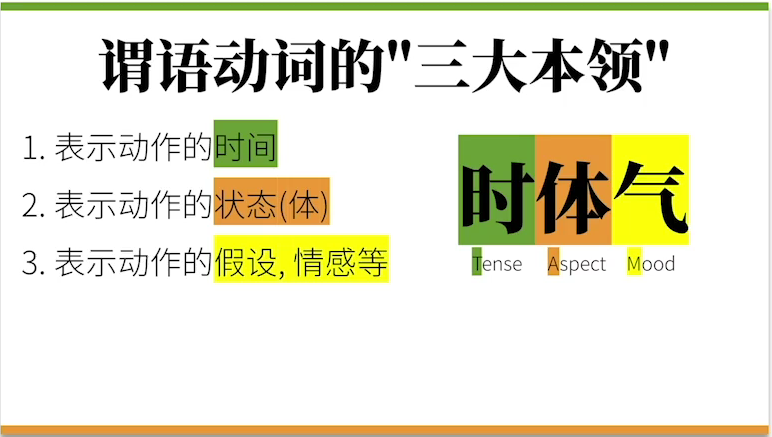 谓语动词的"三大本领"
1. 表示动作的时间
2. 表示动作的状态(体)
3. 表示动作的假设, 情感等
时体气
Tense Aspect Mood